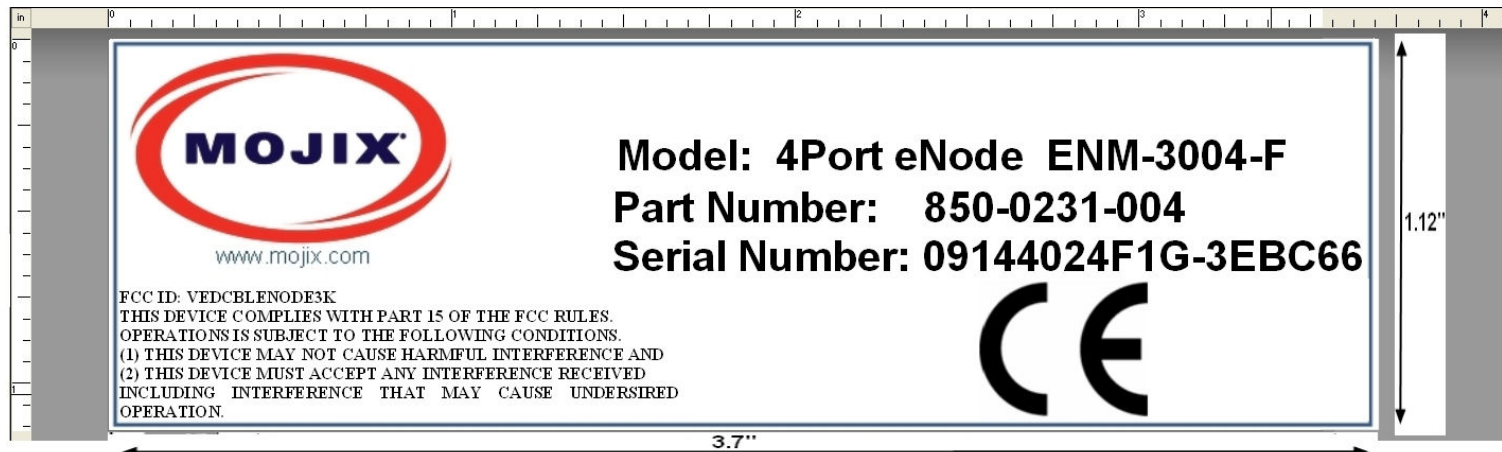 in
0 1 2 3 4
0
MOJIX®
www.mojix.com
Model: 4Port eNode ENM-3004-F
Part Number: 850-0231-004
Serial Number: 09144024F1G-3EBC66
FCC ID: VEDCBLENODE3K
THIS DEVICE COMPLIES WITH PART 15 OF THE FCC RULES.
OPERATIONS IS SUBJECT TO THE FOLLOWING CONDITIONS.
(1) THIS DEVICE MAY NOT CAUSE HARMFUL INTERFERENCE AND
(2) THIS DEVICE MUST ACCEPT ANY INTERFERENCE RECEIVED
INCLUDING INTERFERENCE THAT MAY CAUSE UNDERSIRED
OPERATION.
CE
1.12"
1
3.7"